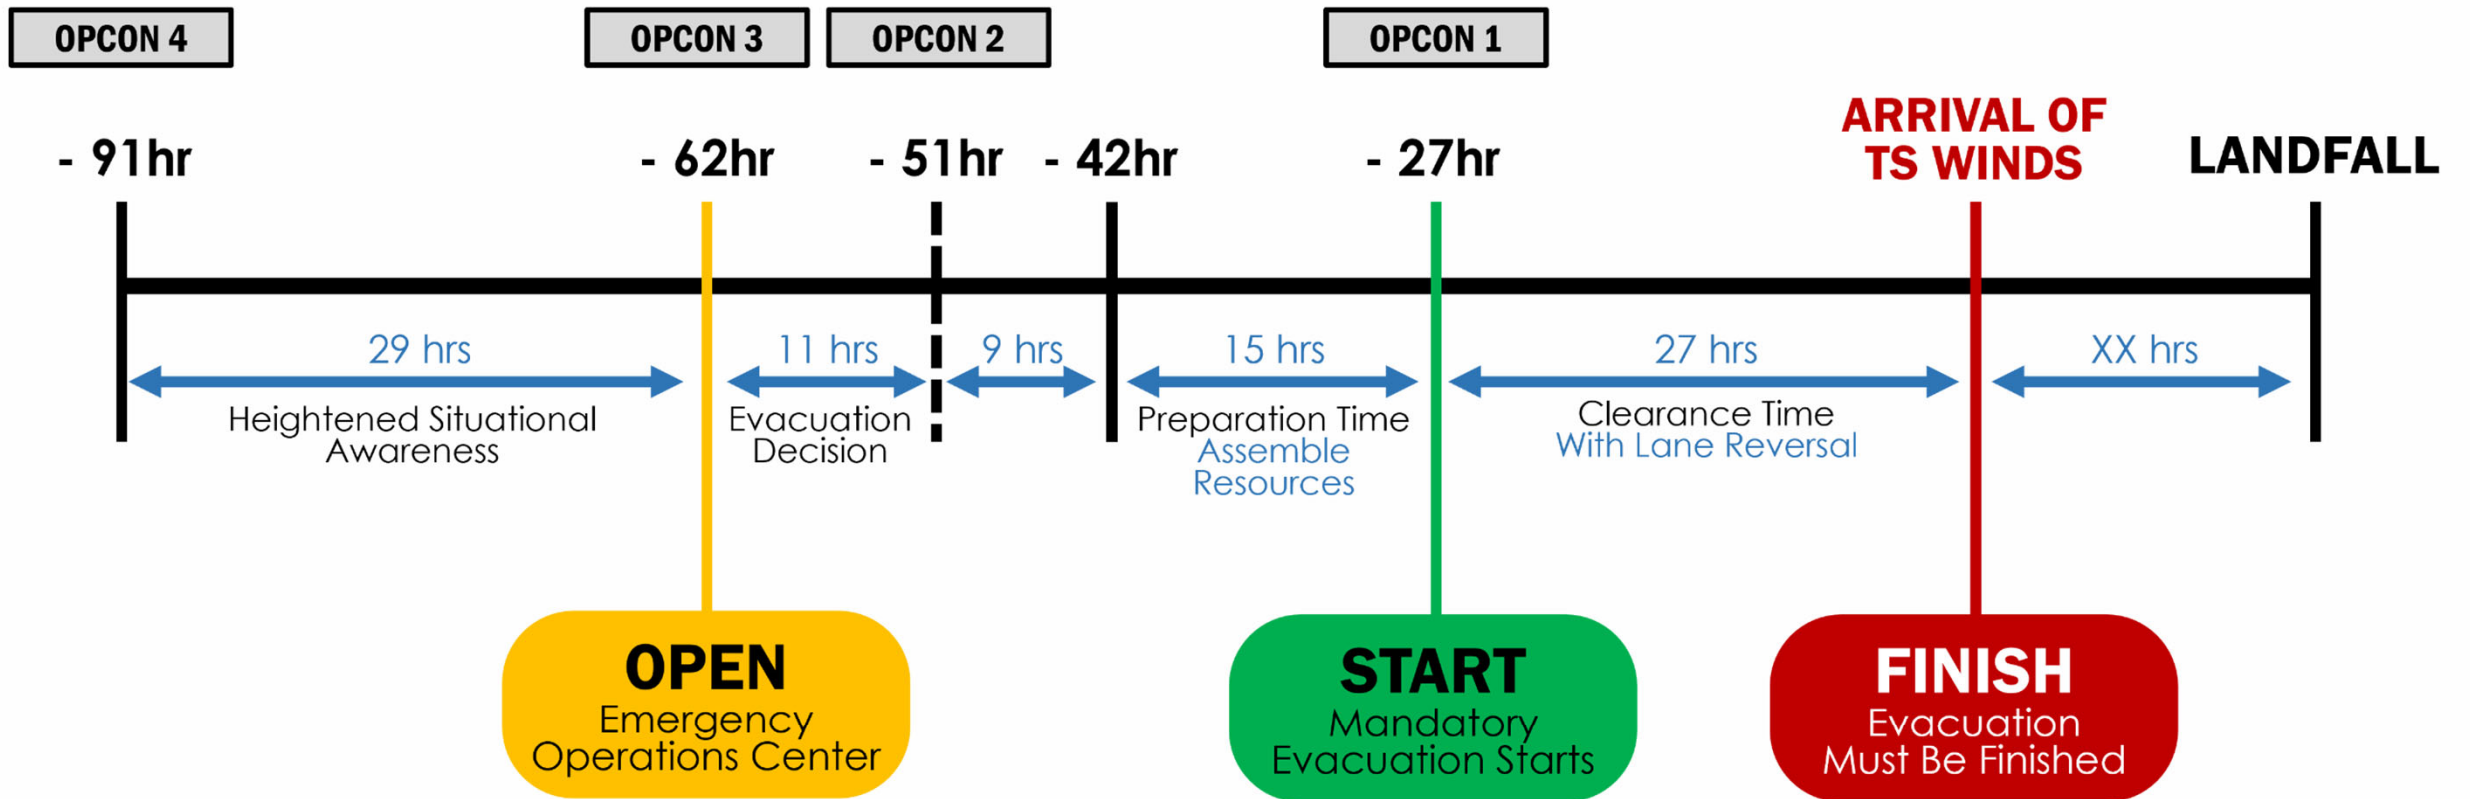 OPCON 4
OPCON 3
OPCON 2
OPCON 1
- 91hr
- 62hr
- 51hr
- 42hr
- 27hr
ARRIVAL OF
TS WINDS
LANDFALL
29 hrs
11 hrs
9 hrs
15 hrs
27 hrs
XX hrs
Heightened Situational
Awareness
Evacuation
Decision
Preparation Time
Assemble
Resources
Clearance Time
With Lane Reversal
OPEN
Emergency
Operations Center
START
Mandatory
Evacuation Starts
FINISH
Evacuation
Must Be Finished